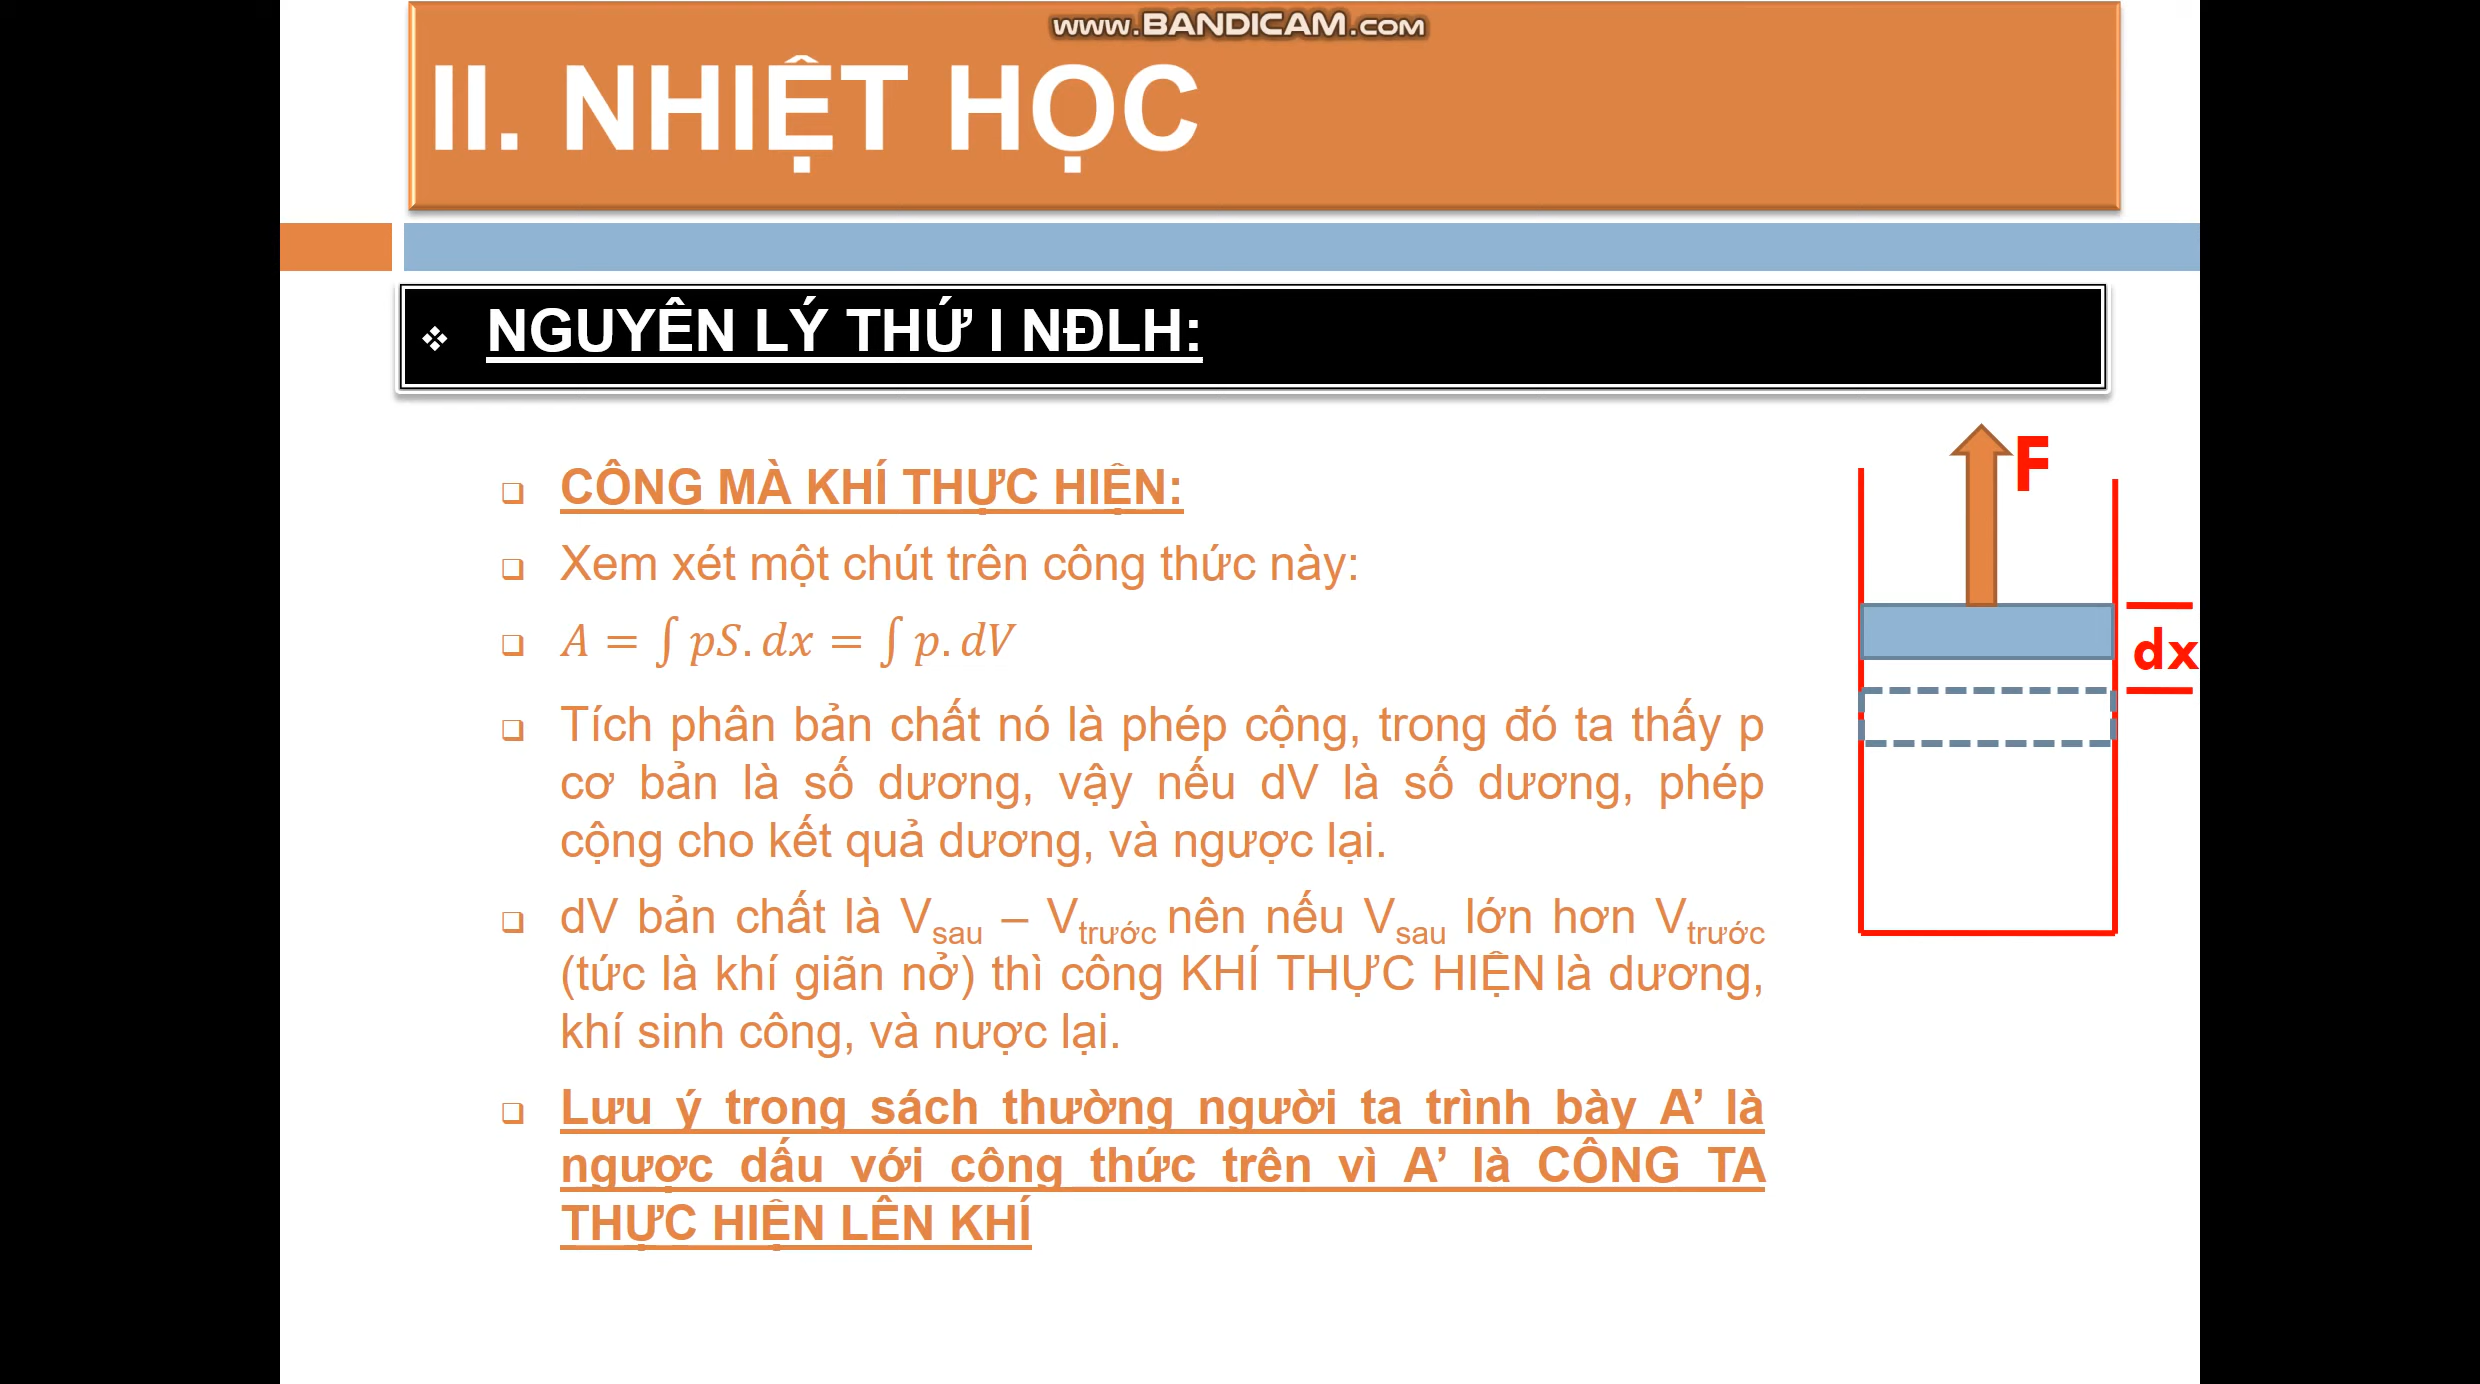 www.BANDICAM.com
II. NHIỆT HỌC
❖ NGUYÊN LÝ THỨ I NĐLH:
❑ CÔNG MÀ KHÍ THỰC HIỆN:
❑ Xem xét một chút trên công thức này:
❑ A = ∫ pS. dx = ∫ p. dV
❑ Tích phân bản chất nó là phép cộng, trong đó ta thấy p
cơ bản là số dương, vậy nếu dV là số dương, phép
cộng cho kết quả dương, và ngược lại.
❑ dV bản chất là Vsau – Vtrước nên nếu Vsau lớn hơn Vtrước
(tức là khí giãn nở) thì công KHÍ THỰC HIỆN là dương,
khí sinh công, và nược lại.
❑ Lưu ý trong sách thường người ta trình bày A’ là
ngược dấu với công thức trên vì A’ là CÔNG TA
THỰC HIỆN LÊN KHÍ
F
dx